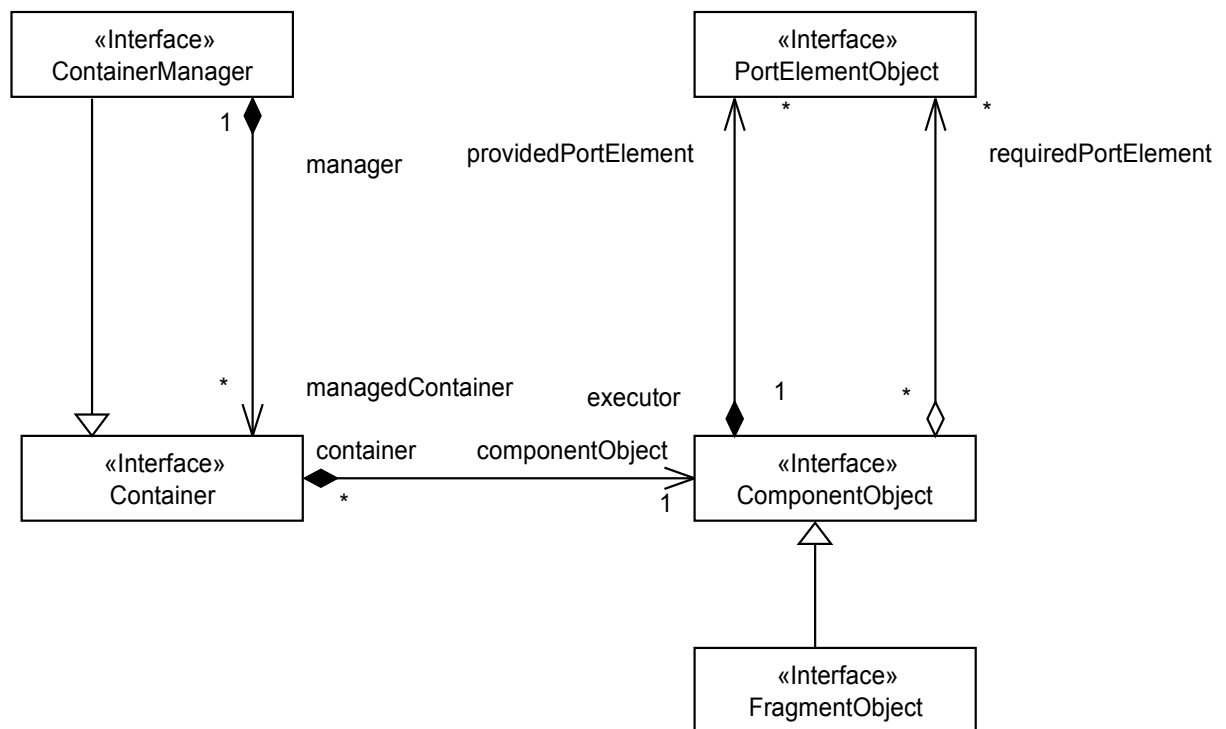 «Interface»
ContainerManager
«Interface»
PortElementObject
1
*
*
manager
providedPortElement
requiredPortElement
*
managedContainer
executor
1
*
«Interface»
Container
container
componentObject
*
1
«Interface»
ComponentObject
«Interface»
FragmentObject